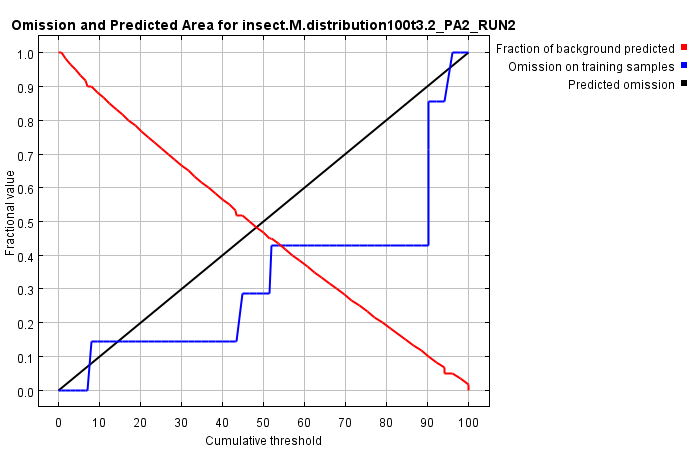 Omission and Predicted Area for insect.M.distribution100t3.2_PA2_RUN2
Fraction of background predicted
Omission on training samples
Predicted omission
Fractional value
1.0
0.9
0.8
0.7
0.6
0.5
0.4
0.3
0.2
0.1
0.0
0 10 20 30 40 50 60 70 80 90 100
Cumulative threshold